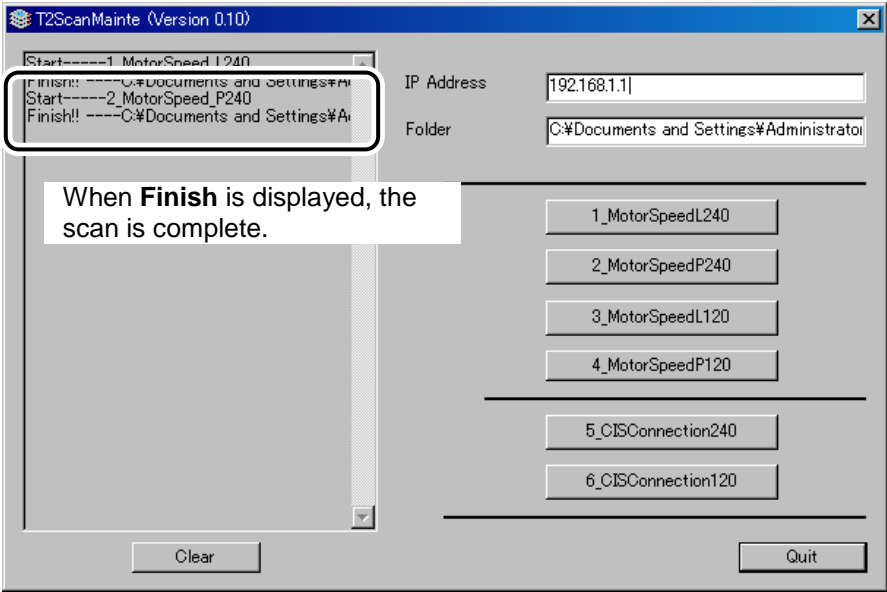 T2ScanMainte (Version 0.10)
Start-----1_MotorSpeed_L240
Finish!! ----C:¥Documents and Settings¥A
Start-----2_MotorSpeed_P240
Finish!! ----C:¥Documents and Settings¥A
When Finish is displayed, the
scan is complete.
IP Address
192.168.1.1
Folder
C:¥Documents and Settings¥Administrator
1_MotorSpeedL240
2_MotorSpeedP240
3_MotorSpeedL120
4_MotorSpeedP120
5_CISConnection240
6_CISConnection120
Clear
Quit